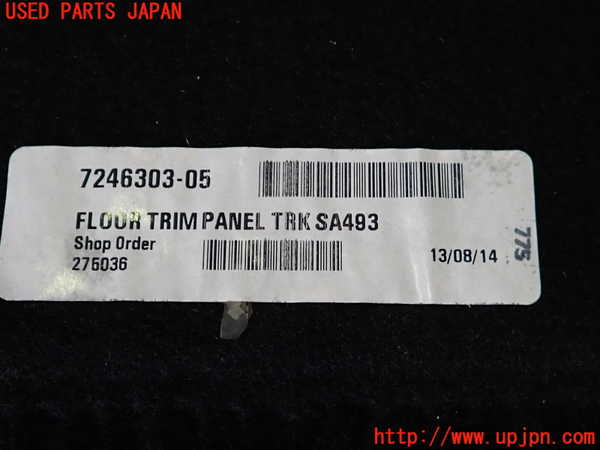 USED PARTS JAPAN
7246303-05
FLOOR TRIM PANEL TRK SA493
Shop Order
275036
13/08/14
775
http://www.upjpn.com/